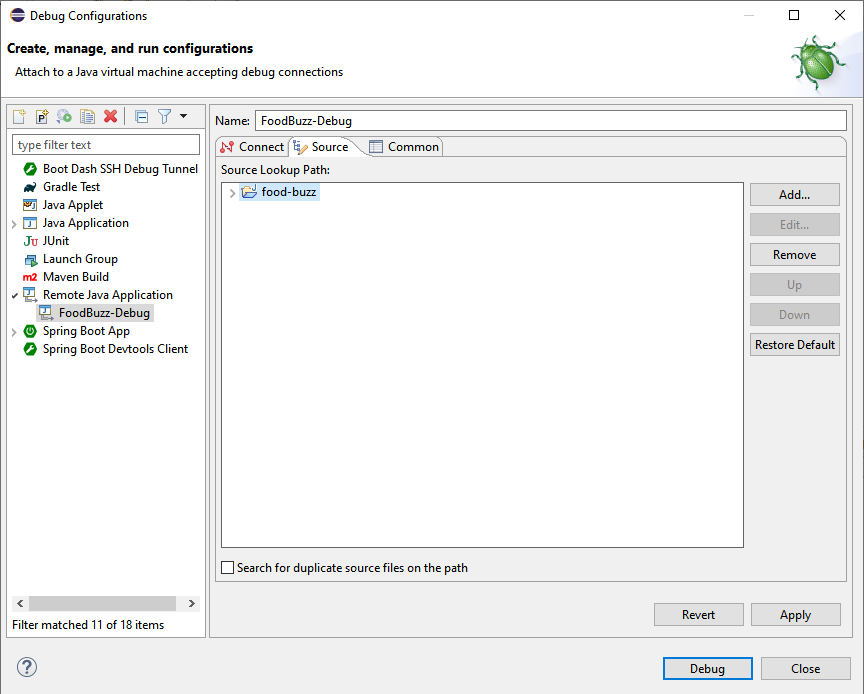 Debug Configurations
Create, manage, and run configurations
Attach to a Java virtual machine accepting debug connections
type filter text
Boot Dash SSH Debug Tunnel
Gradle Test
Java Applet
Java Application
Ju JUnit
Launch Group
m2 Maven Build
Remote Java Application
FoodBuzz-Debug
Spring Boot App
Spring Boot Devtools Client
Filter matched 11 of 18 items
Name: FoodBuzz-Debug
Connect Source Common
Source Lookup Path:
food-buzz
Add...
Edit...
Remove
Up
Down
Restore Default
Search for duplicate source files on the path
Revert Apply
? Debug Close